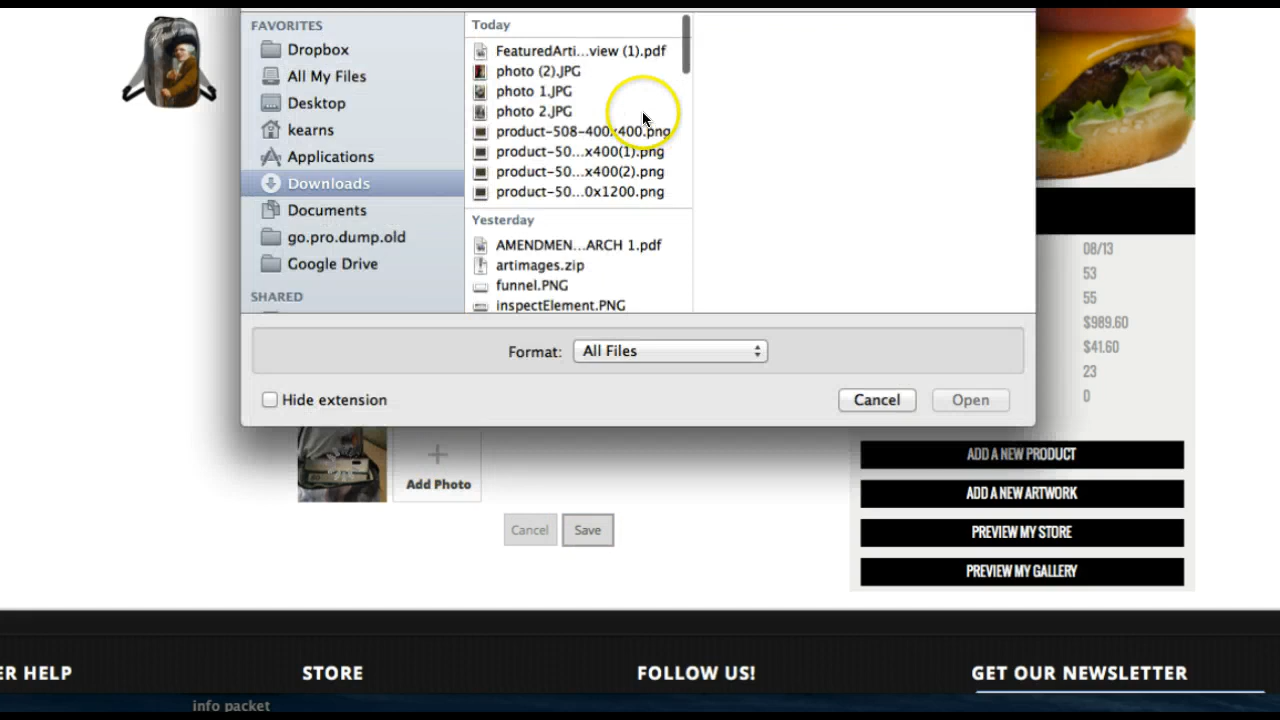 FAVORITES
Dropbox
All My Files
Desktop
kearns
Applications
Downloads
Documents
go.pro.dump.old
Google Drive
SHARED
Today
FeaturedArti...view (1).pdf
photo (2).JPG
photo 1.JPG
photo 2.JPG
product-508-400x400.png
product-50...x400(1).png
product-50...x400(2).png
product-50...0x1200.png
Yesterday
AMENDMEN...ARCH 1.pdf
artimages.zip
funnel.PNG
inspectElement.PNG
Format: All Files
Hide extension
Cancel Open
08/13
53
55
$989.60
$41.60
23
0
Add Photo
Cancel Save
ADD A NEW PRODUCT
ADD A NEW ARTWORK
PREVIEW MY STORE
PREVIEW MY GALLERY
ER HELP STORE FOLLOW US! GET OUR NEWSLETTER
info packet